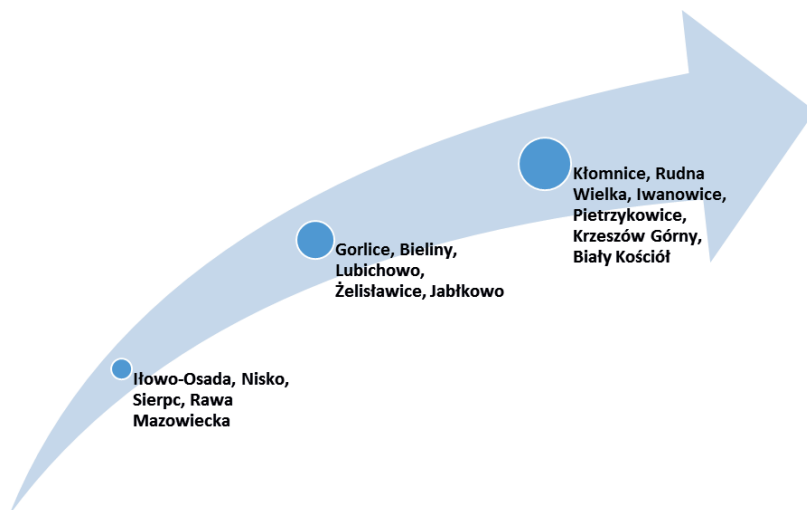 Kłomnice, Rudna
Wielka, Iwanowice,
Pietrzykowice,
Krzeszów Górny,
Biały Kościół
Gorlice, Bieliny,
Lubichowo,
Żelisławice, Jabłkowo
Iłowo-Osada, Nisko,
Sierpc, Rawa
Mazowiecka